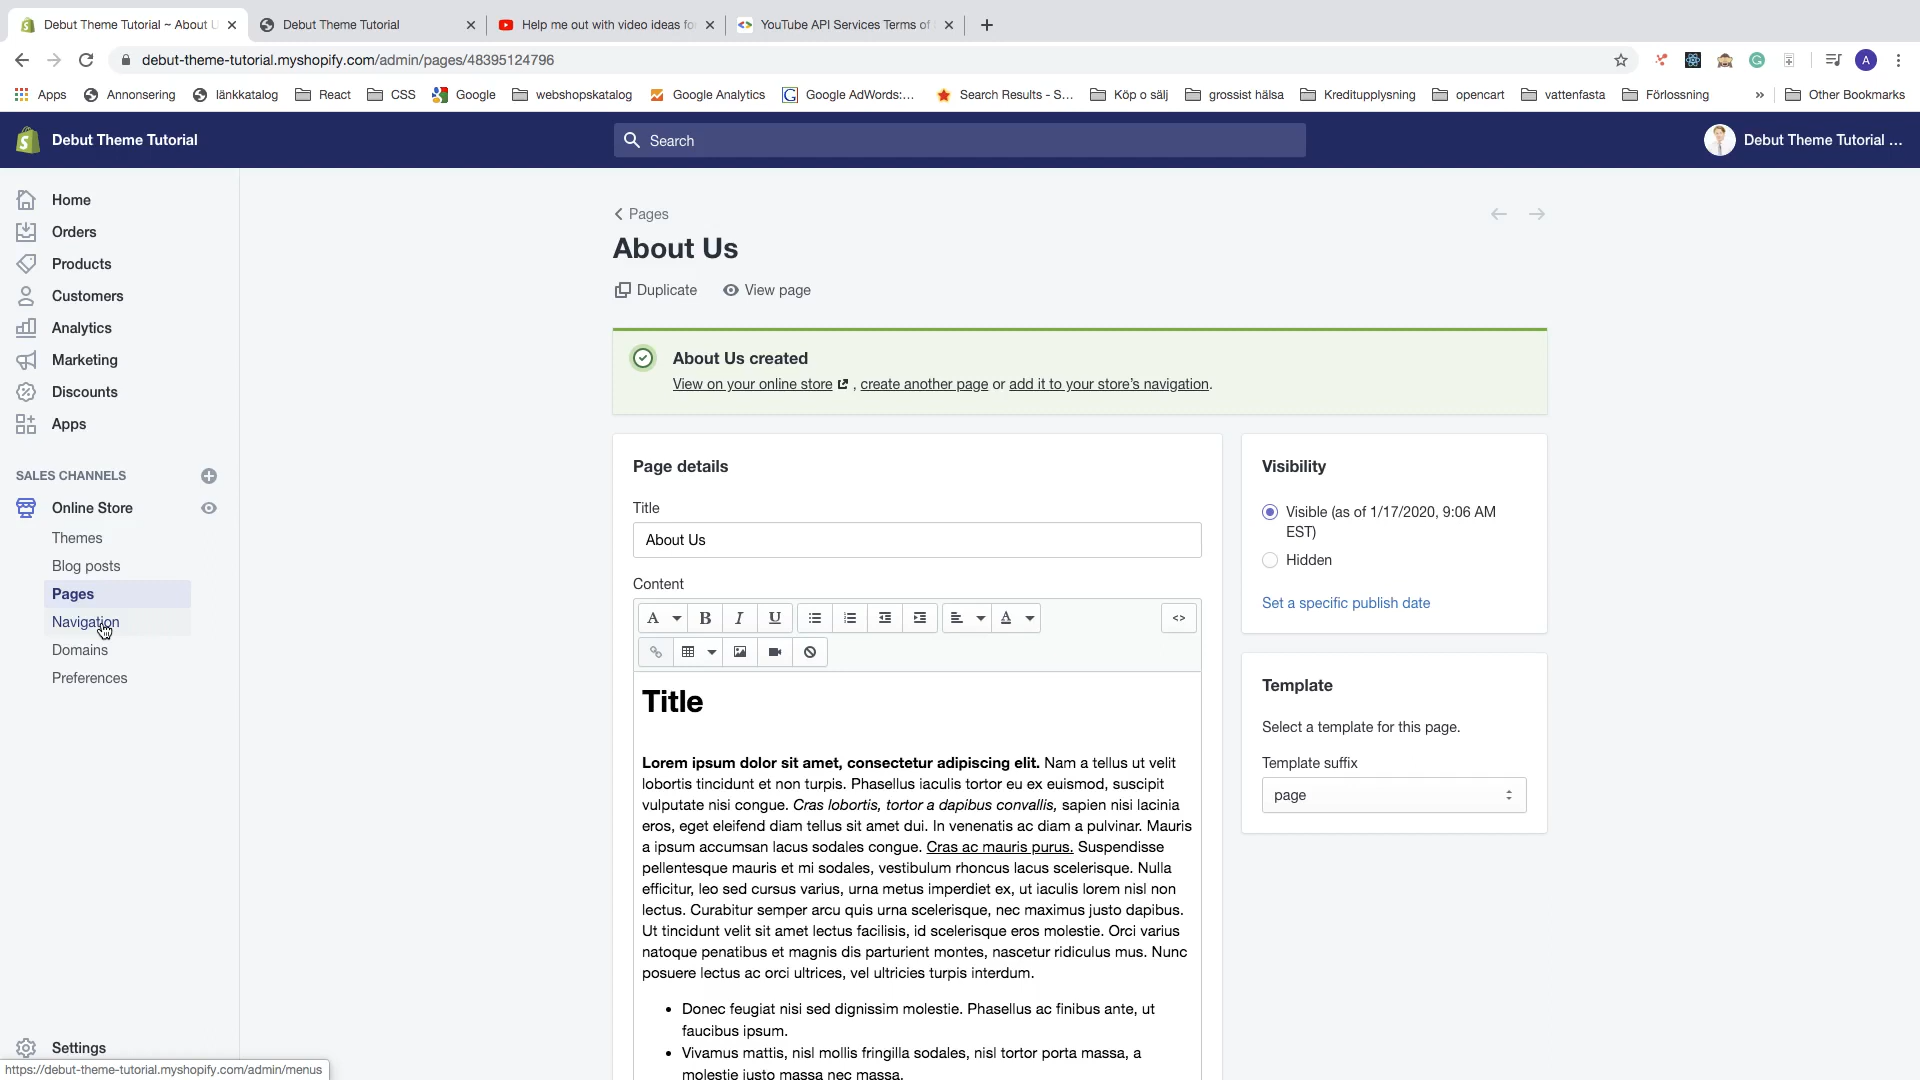 Debut Theme Tutorial ~ About U
Debut Theme Tutorial
Help me out with video ideas fo
YouTube API Services Terms of
debut-theme-tutorial.myshopify.com/admin/pages/48395124796
A
Apps
Annonsering
länkkatalog
React
CSS
Google
webshopskatalog
Google Analytics
Google AdWords:...
Search Results - S...
Köp o sälj
grossist hälsa
Kreditupplysning
opencart
vattenfasta
Förlossning
»
Other Bookmarks
Debut Theme Tutorial
Search
Debut Theme Tutorial ...
Home
Orders
Products
Customers
Analytics
Marketing
Discounts
Apps
SALES CHANNELS
Online Store
Themes
Blog posts
Pages
Navigation
Domains
Preferences
Settings
https://debut-theme-tutorial.myshopify.com/admin/menus
Pages
About Us
Duplicate
View page
About Us created
View on your online store , create another page or add it to your store’s navigation.
Page details
Title
About Us
Content
A B I U A <>
Title
Lorem ipsum dolor sit amet, consectetur adipiscing elit. Nam a tellus ut velit
lobortis tincidunt et non turpis. Phasellus iaculis tortor eu ex euismod, suscipit
vulputate nisi congue. Cras lobortis, tortor a dapibus convallis, sapien nisi lacinia
eros, eget eleifend diam tellus sit amet dui. In venenatis ac diam a pulvinar. Mauris
a ipsum accumsan lacus sodales congue. Cras ac mauris purus. Suspendisse
pellentesque mauris et mi sodales, vestibulum rhoncus lacus scelerisque. Nulla
efficitur, leo sed cursus varius, urna metus imperdiet ex, ut iaculis lorem nisl non
lectus. Curabitur semper arcu quis urna scelerisque, nec maximus justo dapibus.
Ut tincidunt velit sit amet lectus facilisis, id scelerisque eros molestie. Orci varius
natoque penatibus et magnis dis parturient montes, nascetur ridiculus mus. Nunc
posuere lectus ac orci ultrices, vel ultricies turpis interdum.
• Donec feugiat nisi sed dignissim molestie. Phasellus ac finibus ante, ut
faucibus ipsum.
• Vivamus mattis, nisl mollis fringilla sodales, nisl tortor porta massa, a
molestie justo massa nec massa.
Visibility
Visible (as of 1/17/2020, 9:06 AM
EST)
Hidden
Set a specific publish date
Template
Select a template for this page.
Template suffix
page